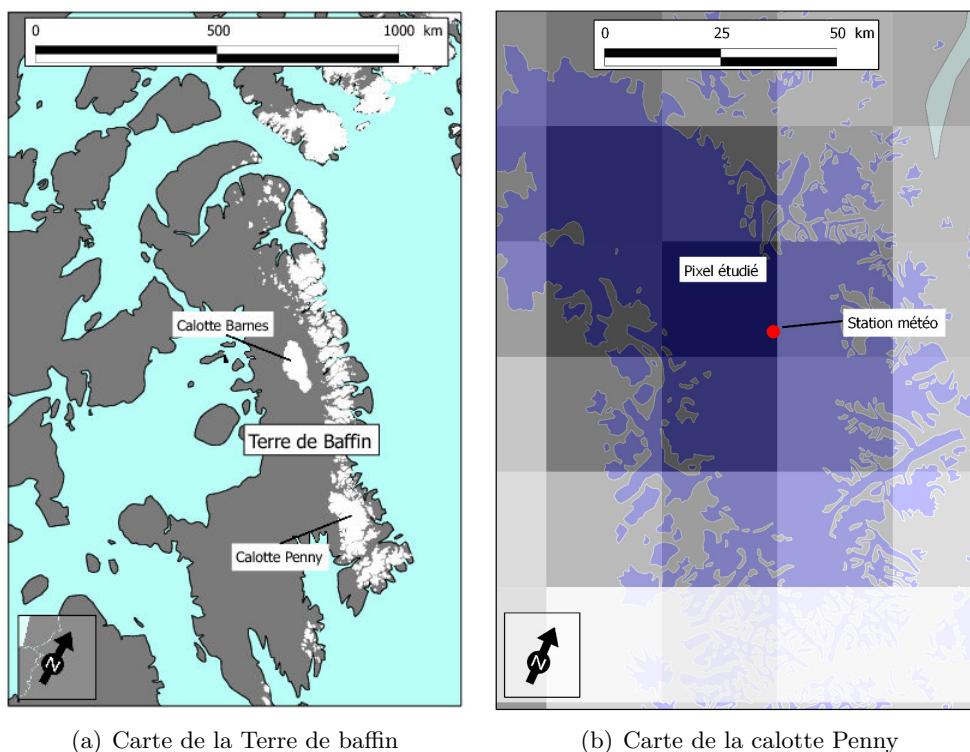 0 500 1000 km
Calotte Barnes
Terre de Baffin
Calotte Penny
N
(a) Carte de la Terre de baffin
0 25 50 km
Pixel étudié
Station météo
N
(b) Carte de la calotte Penny